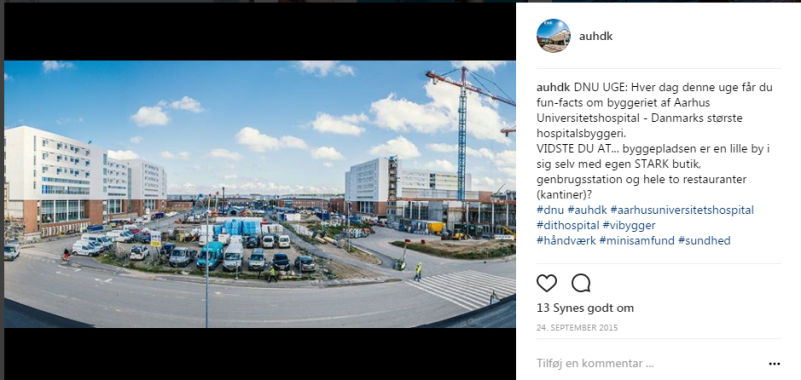 auhdk
auhdk DNU UGE: Hver dag denne uge får du
fun-facts om byggeriet af Aarhus
Universitetshospital - Danmarks største
hospitalsbyggeri.
VIDSTE DU AT... byggepladsen er en lille by i
sig selv med egen STARK butik,
genbrugsstation og hele to restauranter
(kantiner)?
#dnu #auhdk #aarhusuniversitetshospital
#dithospital #vibygger
#håndværk #minisamfund #sundhed
13 Synes godt om
24. SEPTEMBER 2015
Tilføj en kommentar ...